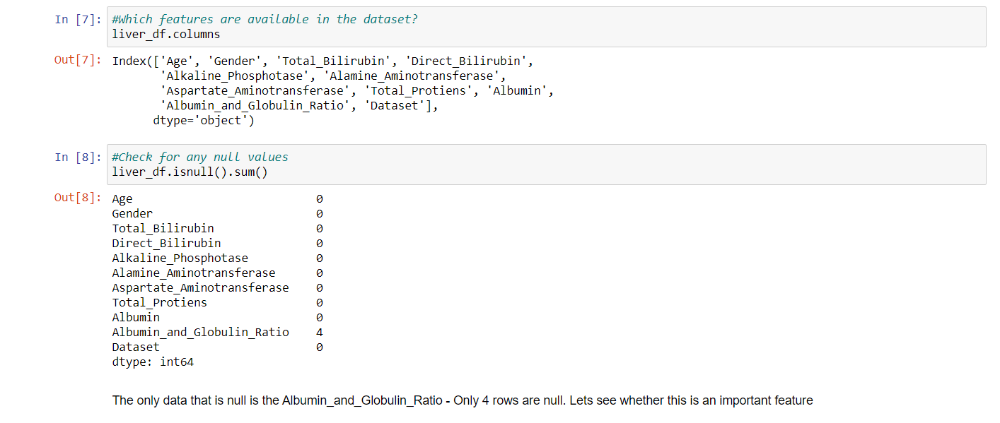 In [7]: #Which features are available in the dataset?
liver_df.columns
Out[7]: Index(['Age', 'Gender', 'Total_Bilirubin', 'Direct_Bilirubin',
'Alkaline_Phosphotase', 'Alamine_Aminotransferase',
'Aspartate_Aminotransferase', 'Total_Protiens', 'Albumin',
'Albumin_and_Globulin_Ratio', 'Dataset'],
dtype='object')
In [8]: #Check for any null values
liver_df.isnull().sum()
Out[8]: Age 0
Gender 0
Total_Bilirubin 0
Direct_Bilirubin 0
Alkaline_Phosphotase 0
Alamine_Aminotransferase 0
Aspartate_Aminotransferase 0
Total_Protiens 0
Albumin 0
Albumin_and_Globulin_Ratio 4
Dataset 0
dtype: int64
The only data that is null is the Albumin_and_Globulin_Ratio - Only 4 rows are null. Lets see whether this is an important feature